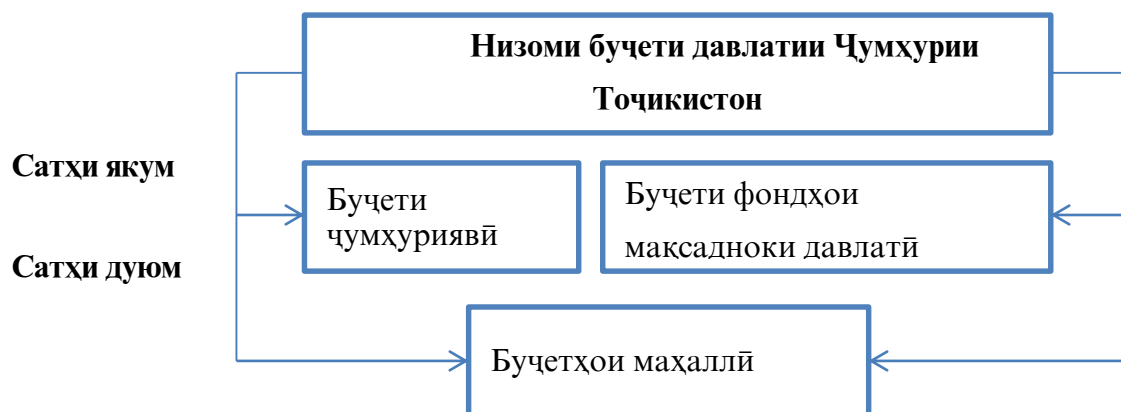 Низоми буҷети давлатии Ҷумҳурии
Тоҷикистон
Сатҳи якум
Буҷети
ҷумҳуриявӣ
Буҷети фондҳои
мақсадноки давлатӣ
Сатҳи дуюм
Буҷетҳои маҳаллӣ